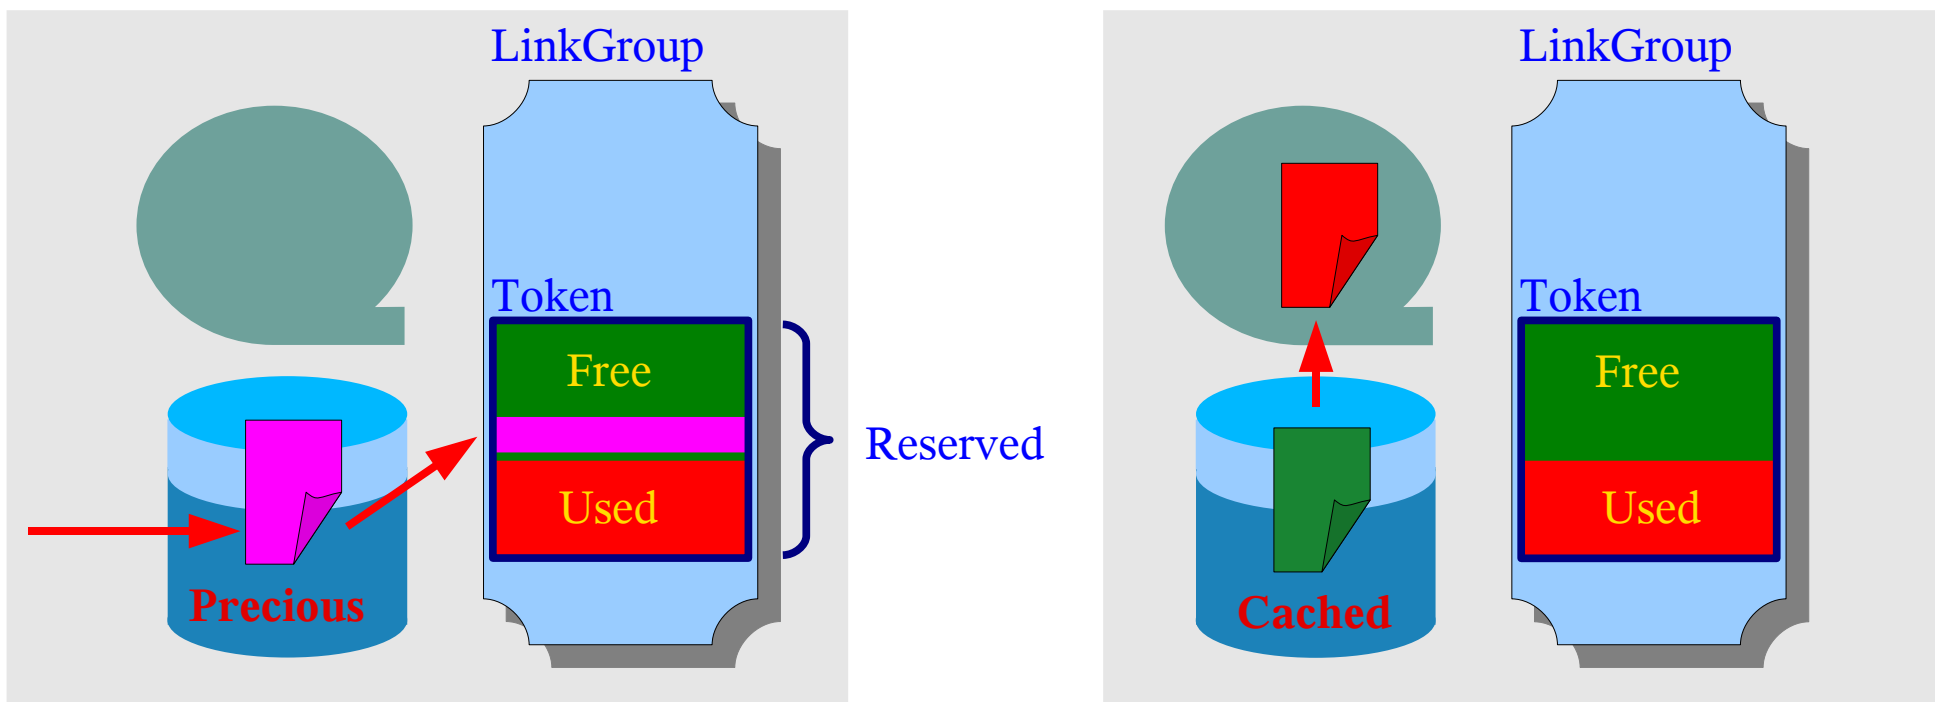 LinkGroup
Token
Free
Used
Precious
Reserved
LinkGroup
Token
Free
Used
Cached